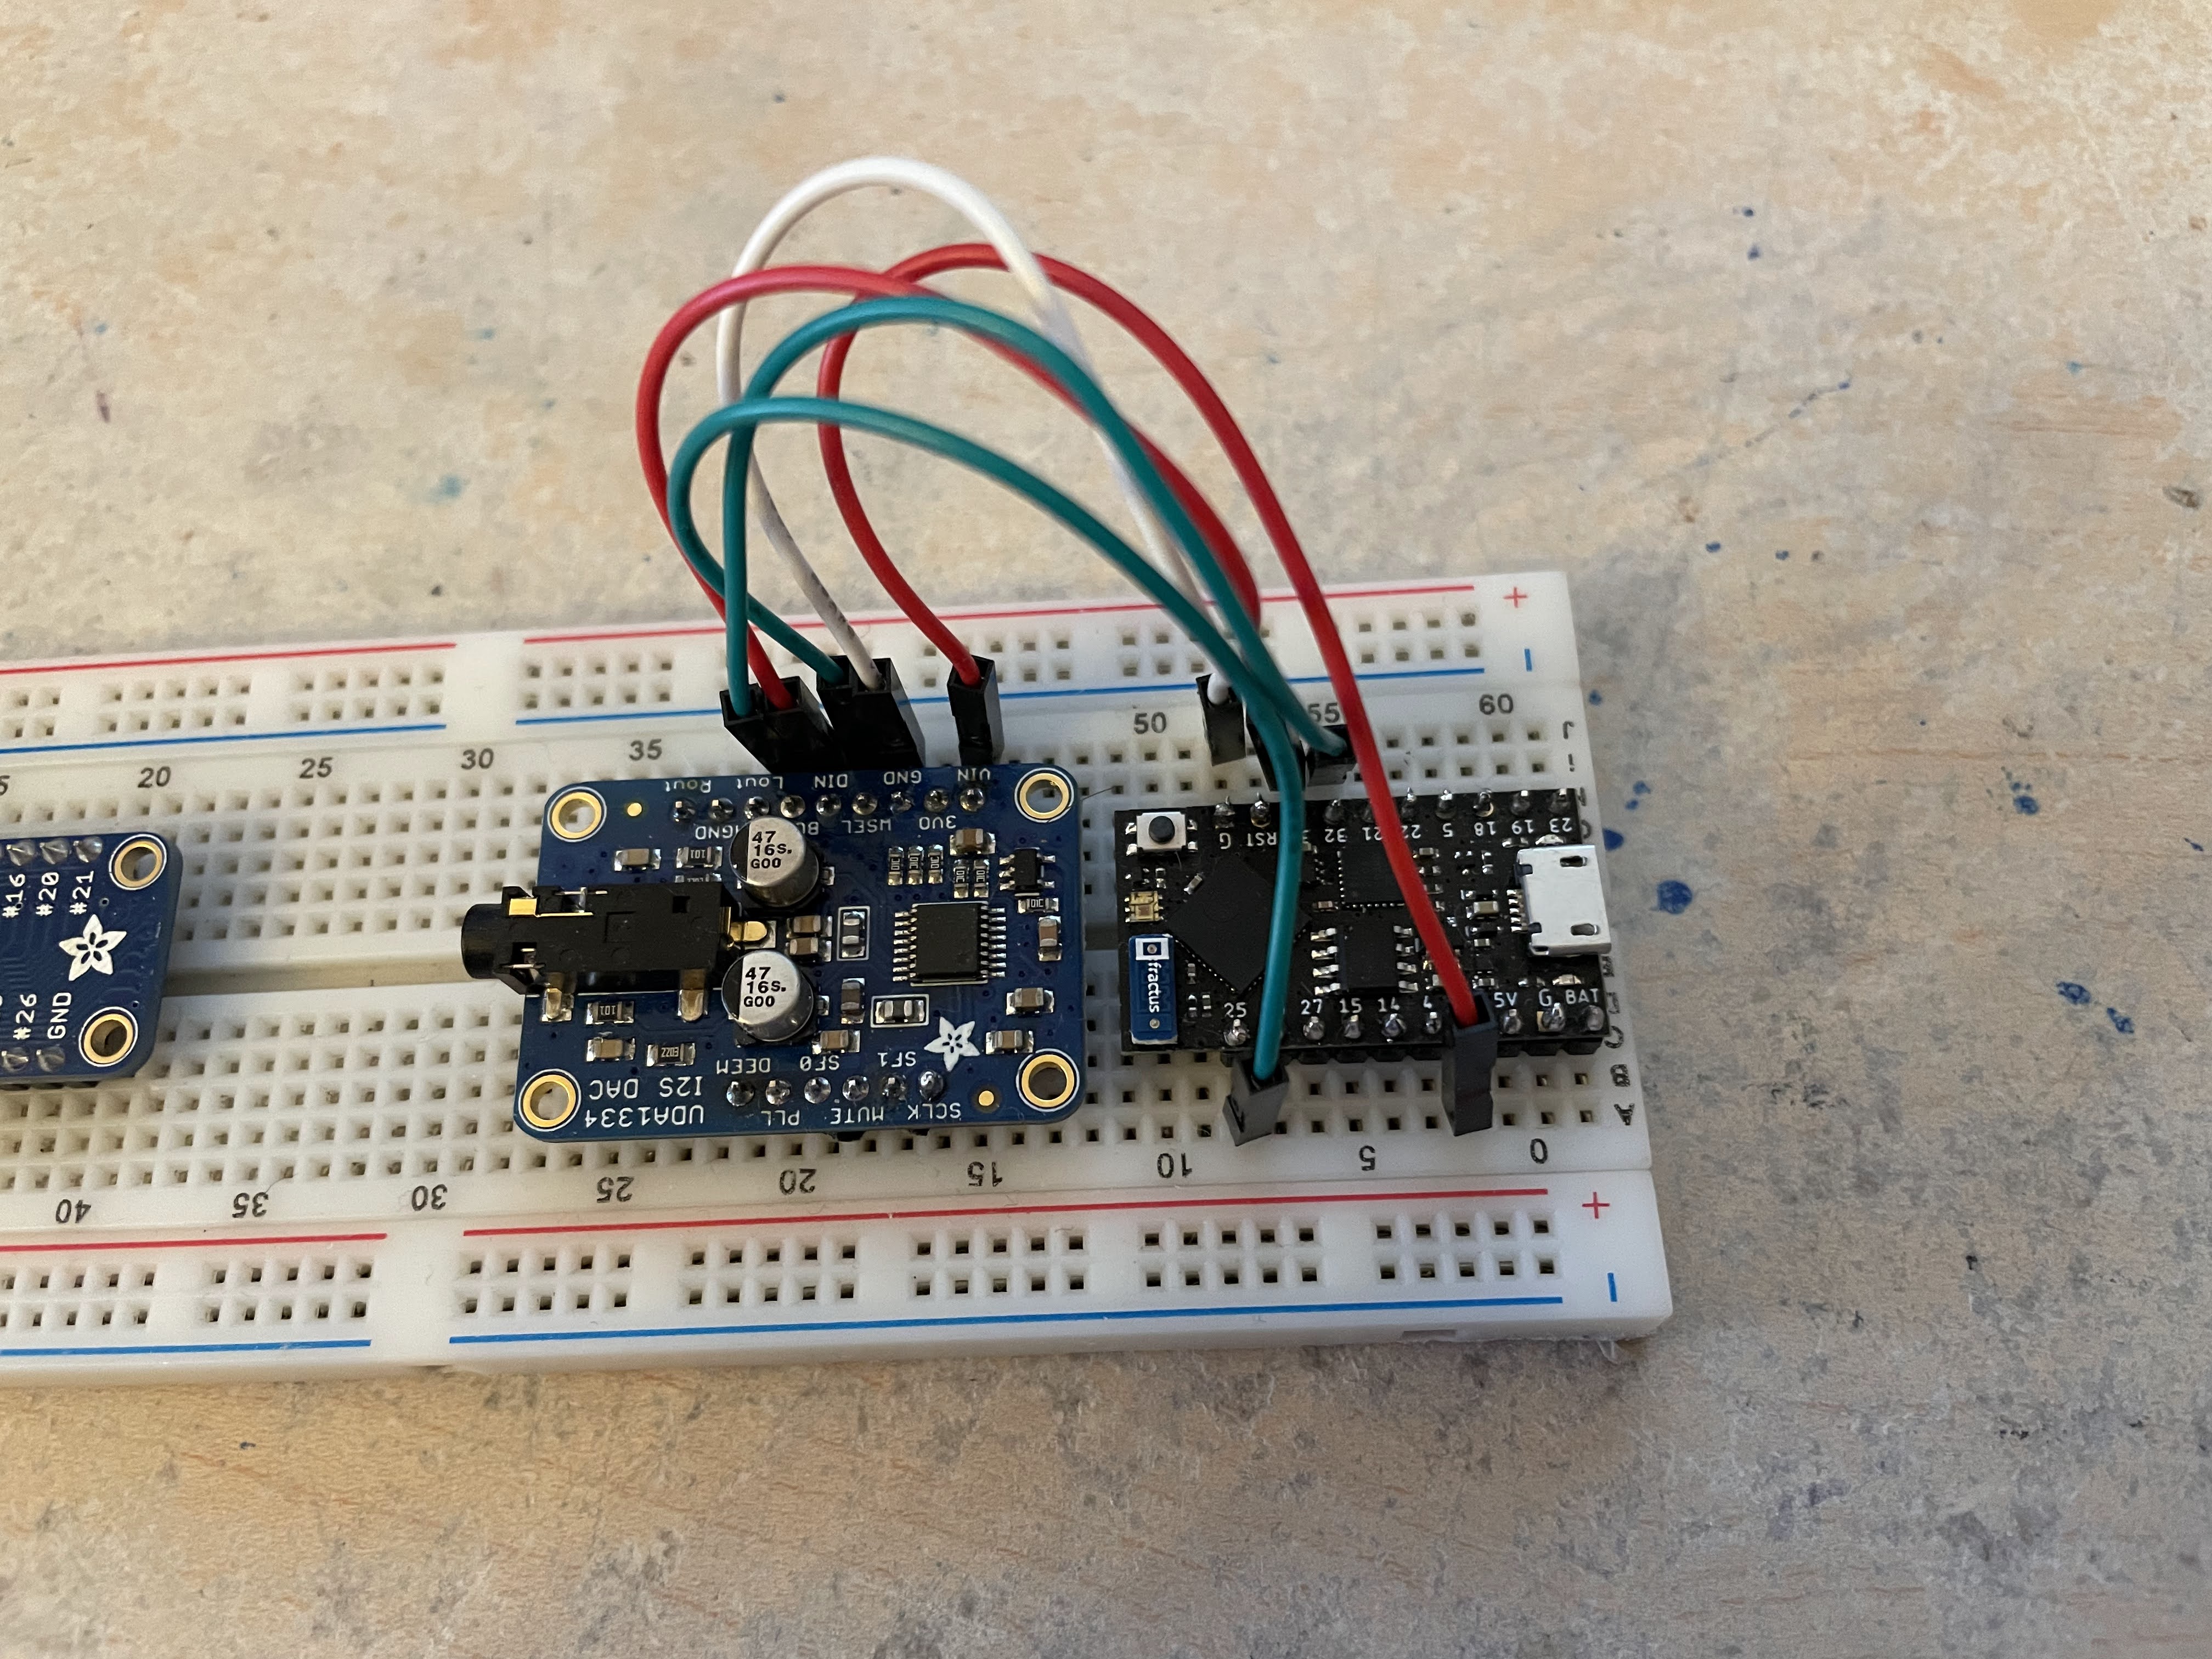 +
-
60
55
50
35
30
25
20
J
i
VIN
GND
DIN
Lout
Rout
3VO
WSEL
47
16S.
G00
47
16S.
G00
101
101
DEEM
SF0
SF1
I2S DAC
UDA1334
PLL
MUTE
SCLK
#16
#20
#21
#26
GND
G
RST
32
21
22
5
18
19
23
fractus
25
27
15
14
4
5V
G
BAT
C
B
A
40
35
30
25
20
15
10
5
0
+
-